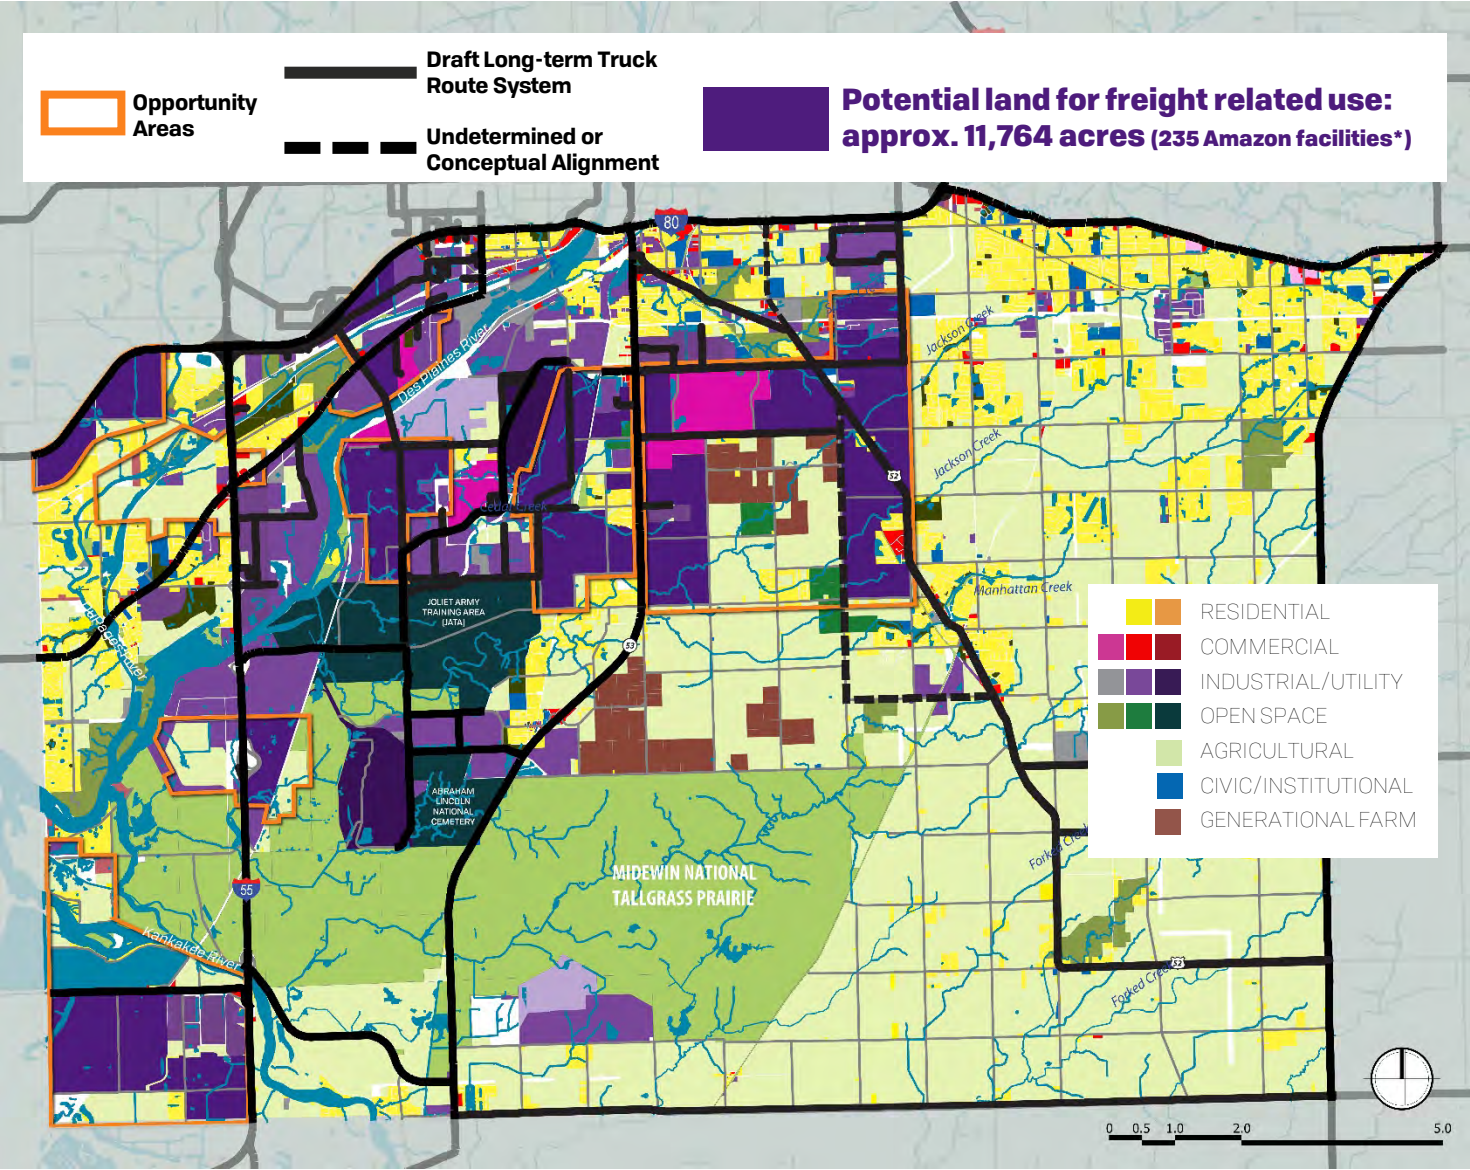 Opportunity
Areas
Draft Long-term Truck
Route System
Undetermined or
Conceptual Alignment
Potential land for freight related use:
approx. 11,764 acres (235 Amazon facilities*)
80
Des Plaines River
Jackson Creek
Jackson Creek
52
Cedar Creek
Manhattan Creek
JOLIET ARMY
TRAINING AREA
(JATA)
53
RESIDENTIAL
COMMERCIAL
INDUSTRIAL/UTILITY
OPEN SPACE
AGRICULTURAL
CIVIC/INSTITUTIONAL
GENERATIONAL FARM
ABRAHAM
LINCOLN
NATIONAL
CEMETERY
MIDEWIN NATIONAL
TALLGRASS PRAIRIE
55
Kankakee River
52
Forked Creek
0 0.5 1.0 2.0 5.0